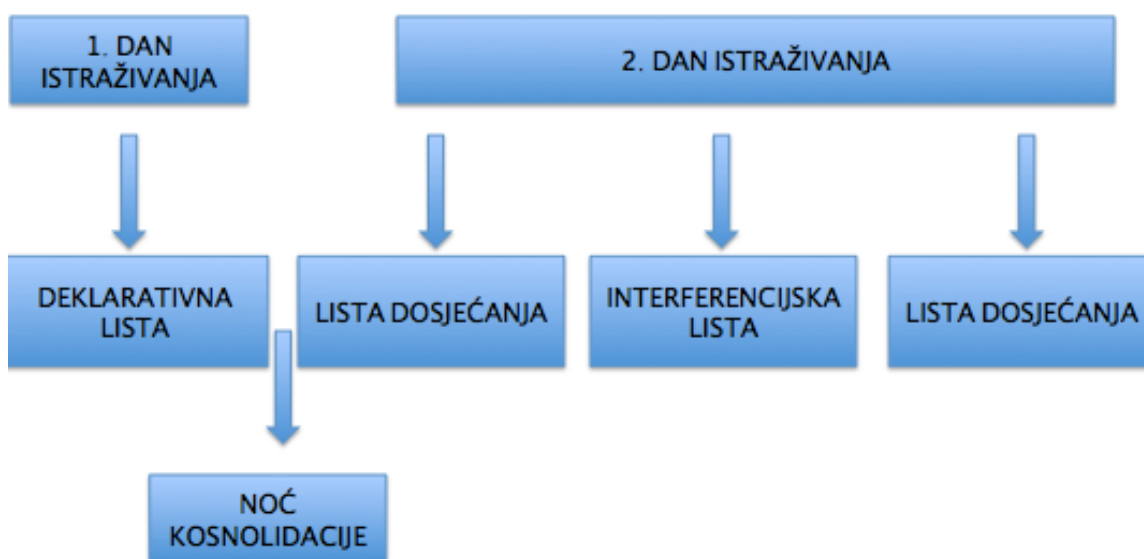 1. DAN
ISTRAŽIVANJA
2. DAN ISTRAŽIVANJA
DEKLARATIVNA
LISTA
LISTA DOSJEĆANJA
INTERFERENCIJSKA
LISTA
LISTA DOSJEĆANJA
NOĆ
KOSNOLIDACIJE